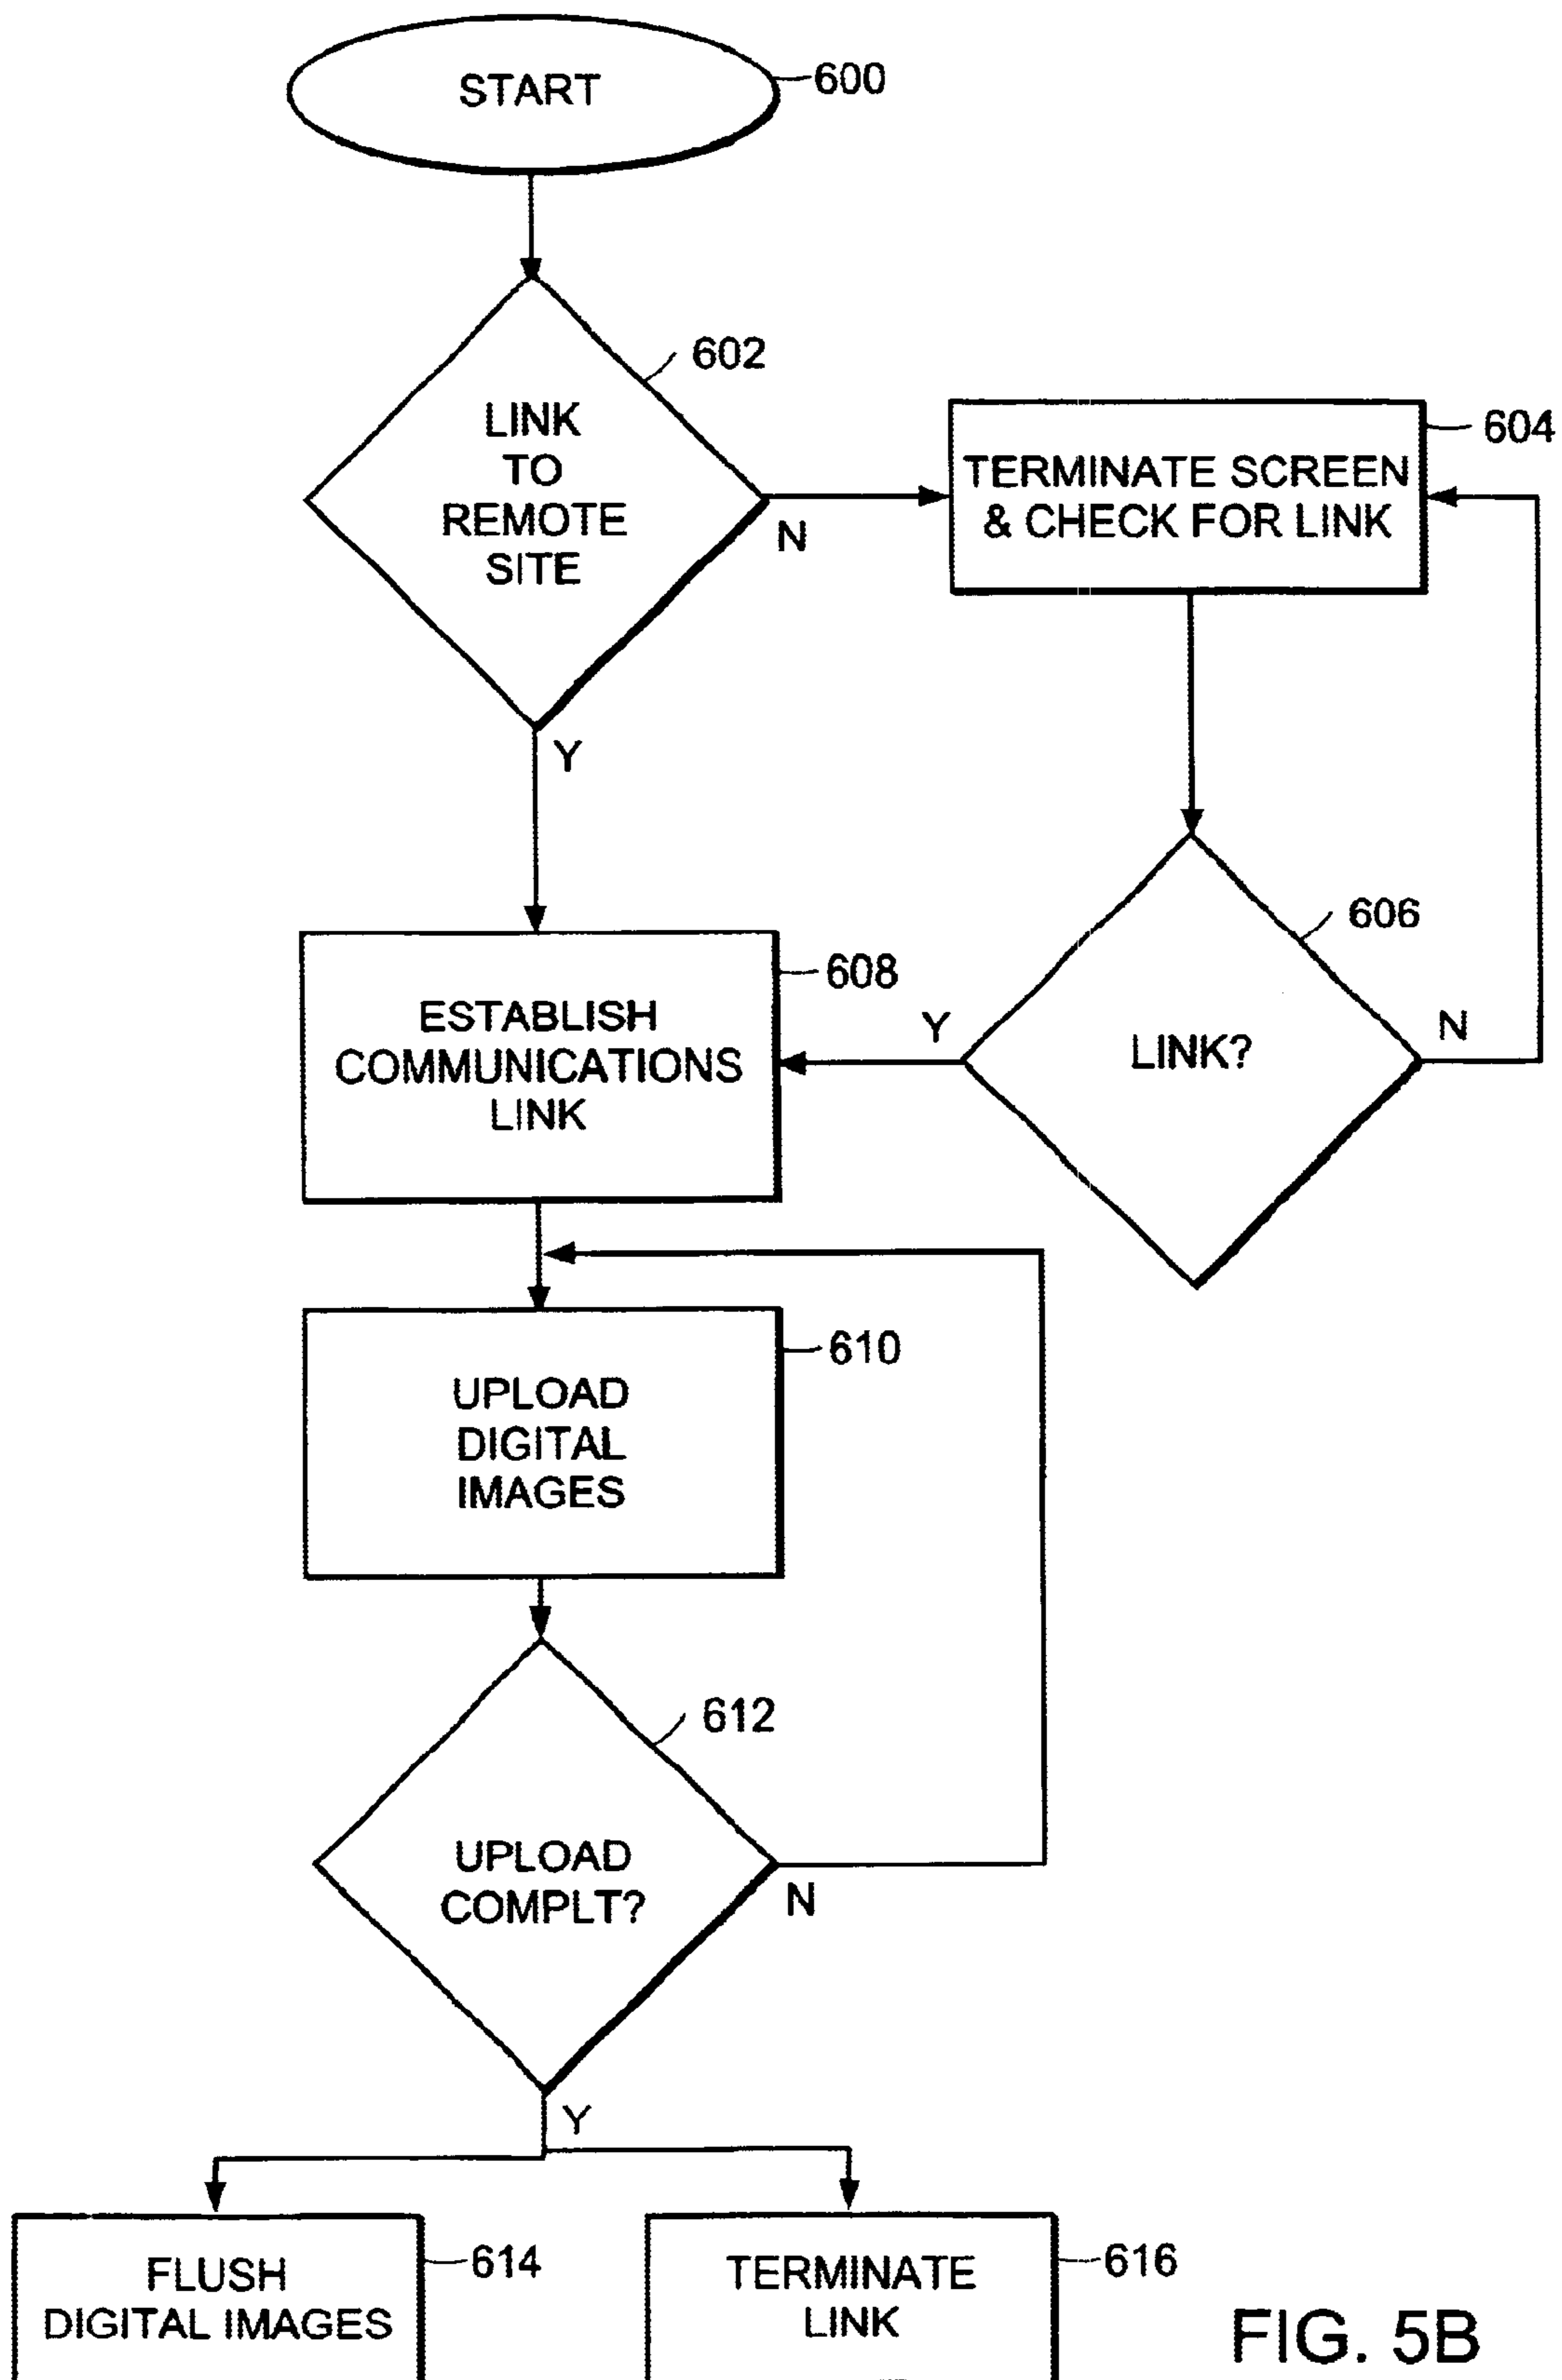 START
600
602
LINK
TO
REMOTE
SITE
N
Y
604
TERMINATE SCREEN
& CHECK FOR LINK
606
LINK?
Y
N
608
ESTABLISH
COMMUNICATIONS
LINK
610
UPLOAD
DIGITAL
IMAGES
612
UPLOAD
COMPLT?
N
Y
FLUSH
DIGITAL IMAGES
614
TERMINATE
LINK
616
FIG. 5B